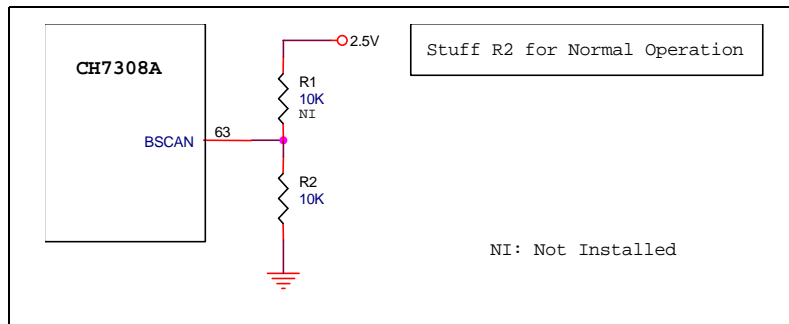 CH7308A
2.5V
Stuff R2 for Normal Operation
R1
10K
NI
63
BSCAN
R2
10K
NI: Not Installed